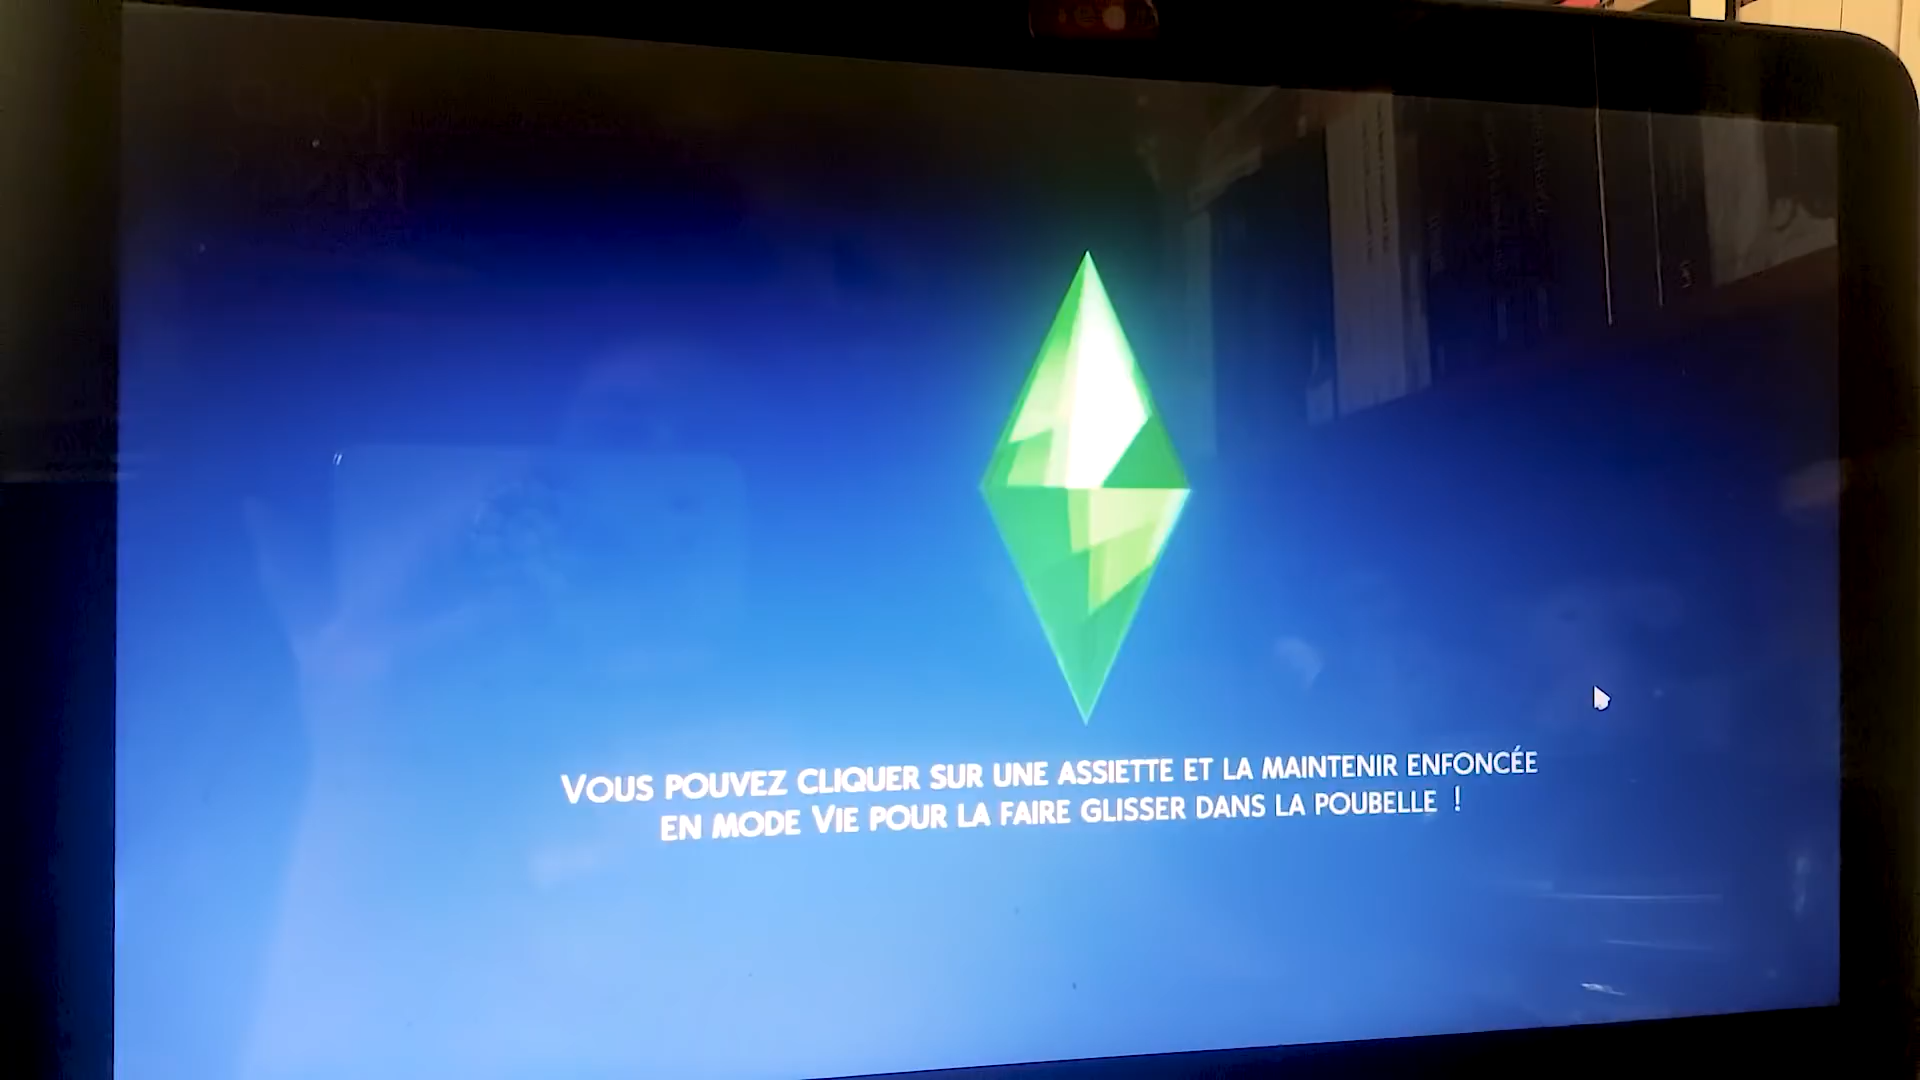 Vous pouvez cliquer sur une assiette et la maintenir enfoncée
en mode Vie pour la faire glisser dans la poubelle !